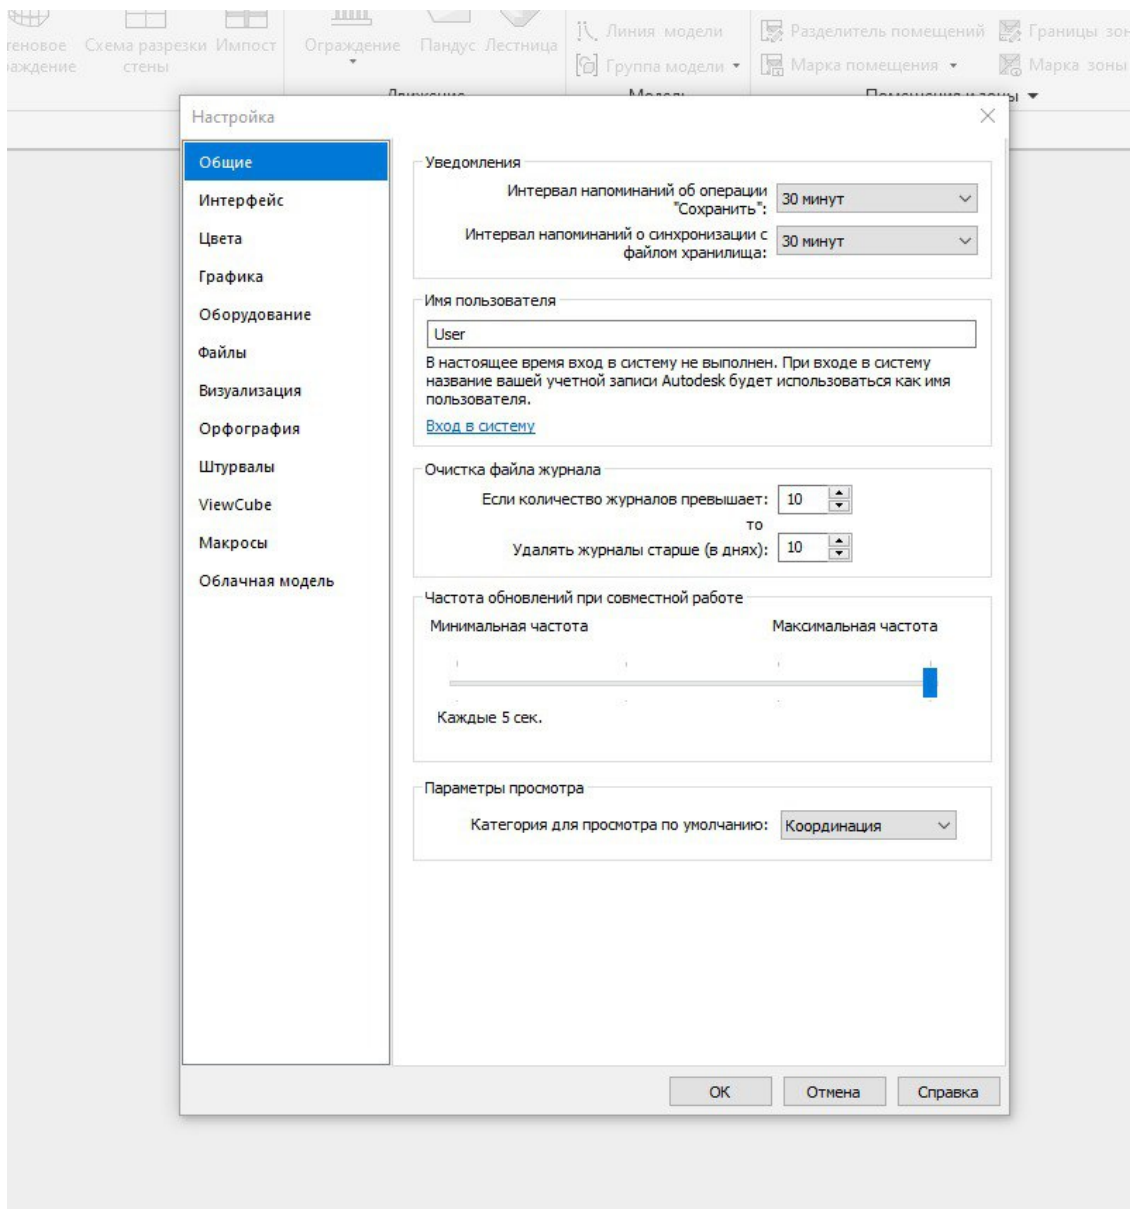 Схема разрезки Импост
стены
Ограждение
Пандус Лестница
Линия модели
Группа модели
Разделитель помещений
Марка помещения
Границы
Марка зоны
Настройка
Общие
Интерфейс
Цвета
Графика
Оборудование
Файлы
Визуализация
Орфография
Штурвалы
ViewCube
Макросы
Облачная модель
Уведомления
Интервал напоминаний об операции
"Сохранить":
30 минут
Интервал напоминаний о синхронизации с
файлом хранилища:
30 минут
Имя пользователя
User
В настоящее время вход в систему не выполнен. При входе в систему
название вашей учетной записи Autodesk будет использоваться как имя
пользователя.
Вход в систему
Очистка файла журнала
Если количество журналов превышает: 10
то
Удалять журналы старше (в днях): 10
Частота обновлений при совместной работе
Минимальная частота
Максимальная частота
Каждые 5 сек.
Параметры просмотра
Категория для просмотра по умолчанию: Координация
ОК
Отмена
Справка